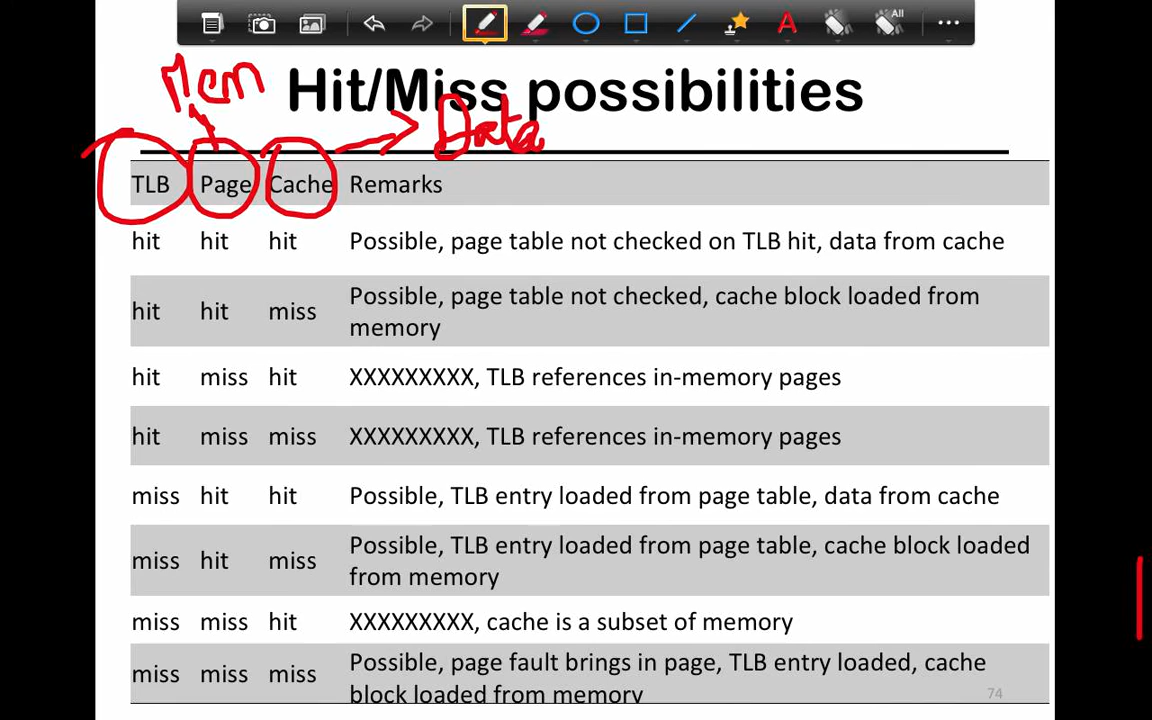 All
A
Mem
Hit/Miss possibilities
Data
TLB Page Cache Remarks
hit hit hit Possible, page table not checked on TLB hit, data from cache
hit hit miss Possible, page table not checked, cache block loaded from
memory
hit miss hit XXXXXXXXX, TLB references in-memory pages
hit miss miss XXXXXXXXX, TLB references in-memory pages
miss hit hit Possible, TLB entry loaded from page table, data from cache
miss hit miss Possible, TLB entry loaded from page table, cache block loaded
from memory
miss miss hit XXXXXXXXX, cache is a subset of memory
miss miss miss Possible, page fault brings in page, TLB entry loaded, cache
block loaded from memory
74